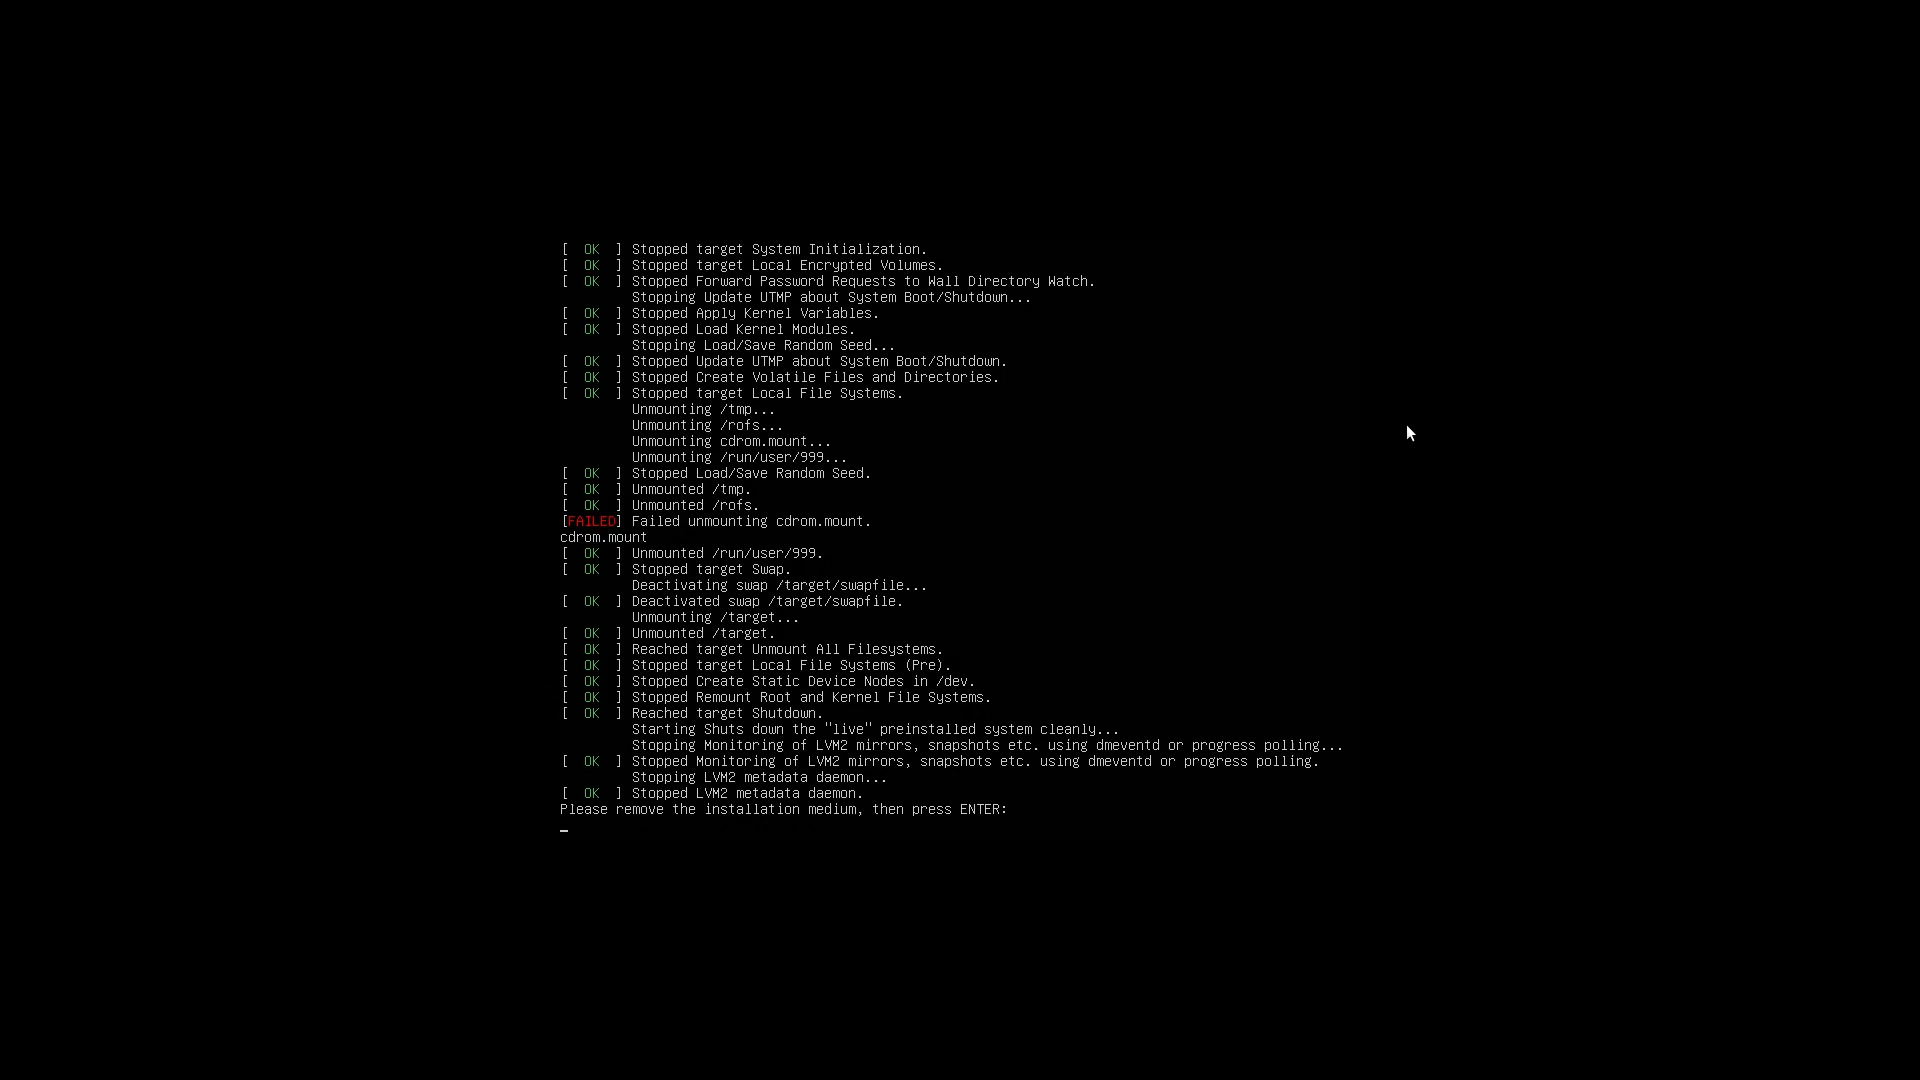 [  OK  ] Stopped target System Initialization.
[  OK  ] Stopped target Local Encrypted Volumes.
[  OK  ] Stopped Forward Password Requests to Wall Directory Watch.
Stopping Update UTMP about System Boot/Shutdown...
[  OK  ] Stopped Apply Kernel Variables.
[  OK  ] Stopped Load Kernel Modules.
Stopping Load/Save Random Seed...
[  OK  ] Stopped Update UTMP about System Boot/Shutdown.
[  OK  ] Stopped Create Volatile Files and Directories.
[  OK  ] Stopped target Local File Systems.
Unmounting /tmp...
Unmounting /rofs...
Unmounting cdrom.mount...
Unmounting /run/user/999...
[  OK  ] Stopped Load/Save Random Seed.
[  OK  ] Unmounted /tmp.
[  OK  ] Unmounted /rofs.
[FAILED] Failed unmounting cdrom.mount.
cdrom.mount
[  OK  ] Unmounted /run/user/999.
[  OK  ] Stopped target Swap.
Deactivating swap /target/swapfile...
[  OK  ] Deactivated swap /target/swapfile.
Unmounting /target...
[  OK  ] Unmounted /target.
[  OK  ] Reached target Unmount All Filesystems.
[  OK  ] Stopped target Local File Systems (Pre).
[  OK  ] Stopped Create Static Device Nodes in /dev.
[  OK  ] Stopped Remount Root and Kernel File Systems.
[  OK  ] Reached target Shutdown.
Starting Shuts down the "live" preinstalled system cleanly...
Stopping Monitoring of LVM2 mirrors, snapshots etc. using dmeventd or progress polling...
[  OK  ] Stopped Monitoring of LVM2 mirrors, snapshots etc. using dmeventd or progress polling.
Stopping LVM2 metadata daemon...
[  OK  ] Stopped LVM2 metadata daemon.
Please remove the installation medium, then press ENTER: